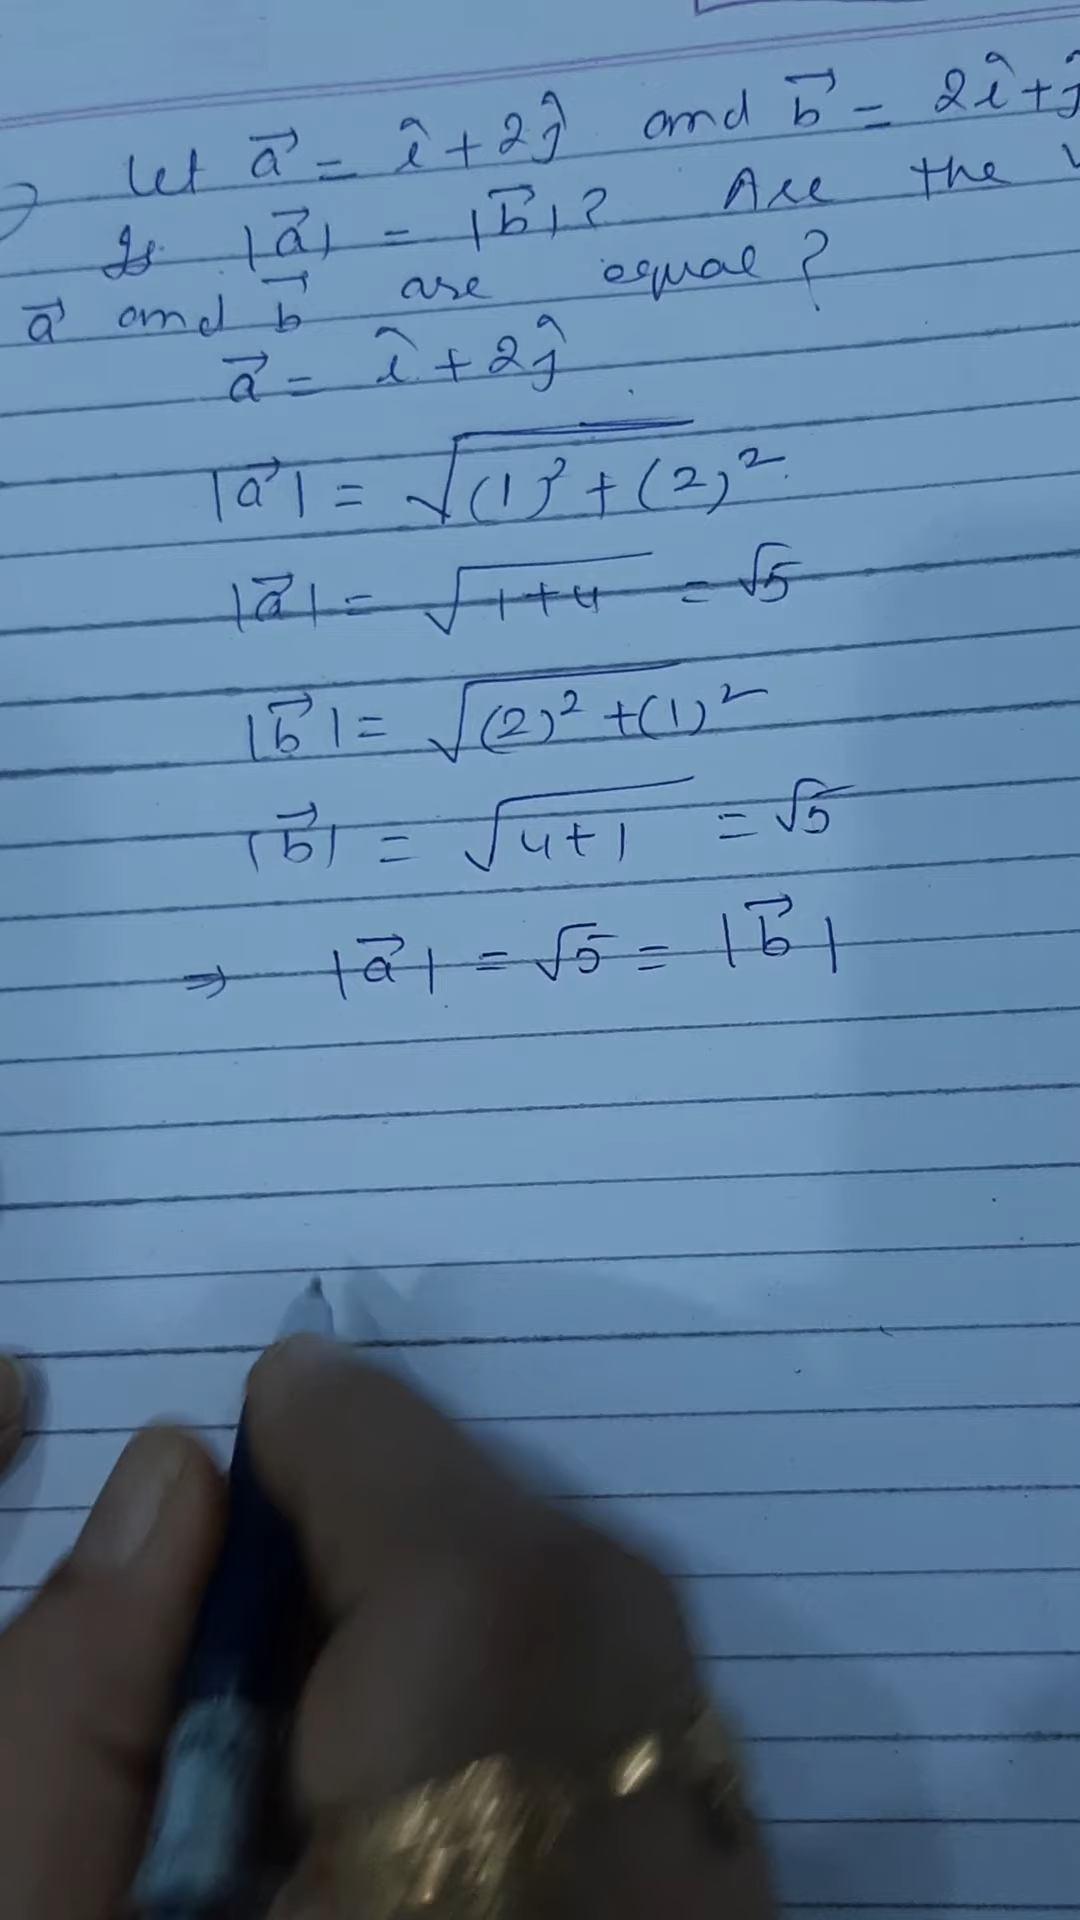 Let a⃗ = î + 2ĵ and b⃗ = 2î + ĵ
Is |a⃗| = |b⃗|? Are the
a⃗ and b⃗ are equal?
a⃗ = î + 2ĵ
|a⃗| = √(1)² + (2)²
|a⃗| = √1+4 = √5
|b⃗| = √(2)² + (1)²
|b⃗| = √4+1 = √5
⇒ |a⃗| = √5 = |b⃗|